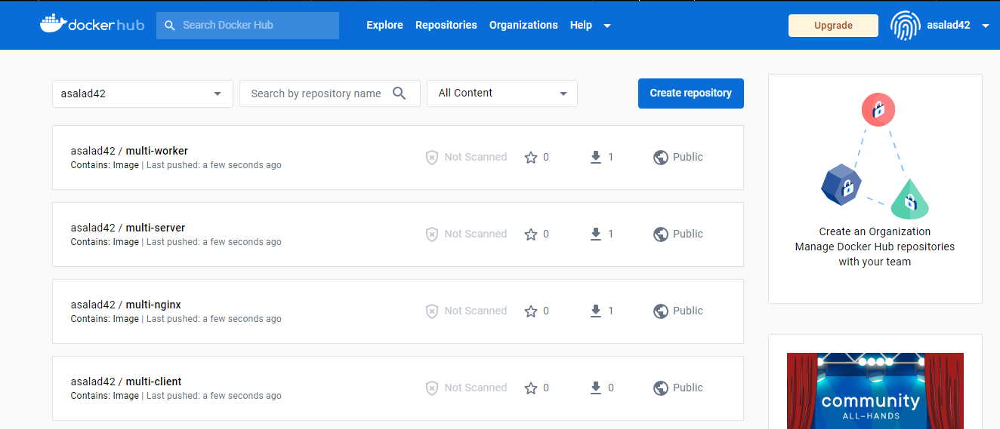 docker hub
Search Docker Hub
Explore Repositories Organizations Help
Upgrade
asalad42
asalad42
Search by repository name
All Content
Create repository
asalad42 / multi-worker
Contains: Image | Last pushed: a few seconds ago
Not Scanned
0
1
Public
asalad42 / multi-server
Contains: Image | Last pushed: a few seconds ago
Not Scanned
0
1
Public
asalad42 / multi-nginx
Contains: Image | Last pushed: a few seconds ago
Not Scanned
0
1
Public
asalad42 / multi-client
Contains: Image | Last pushed: a few seconds ago
Not Scanned
0
0
Public
Create an Organization
Manage Docker Hub repositories
with your team
community
ALL-HANDS